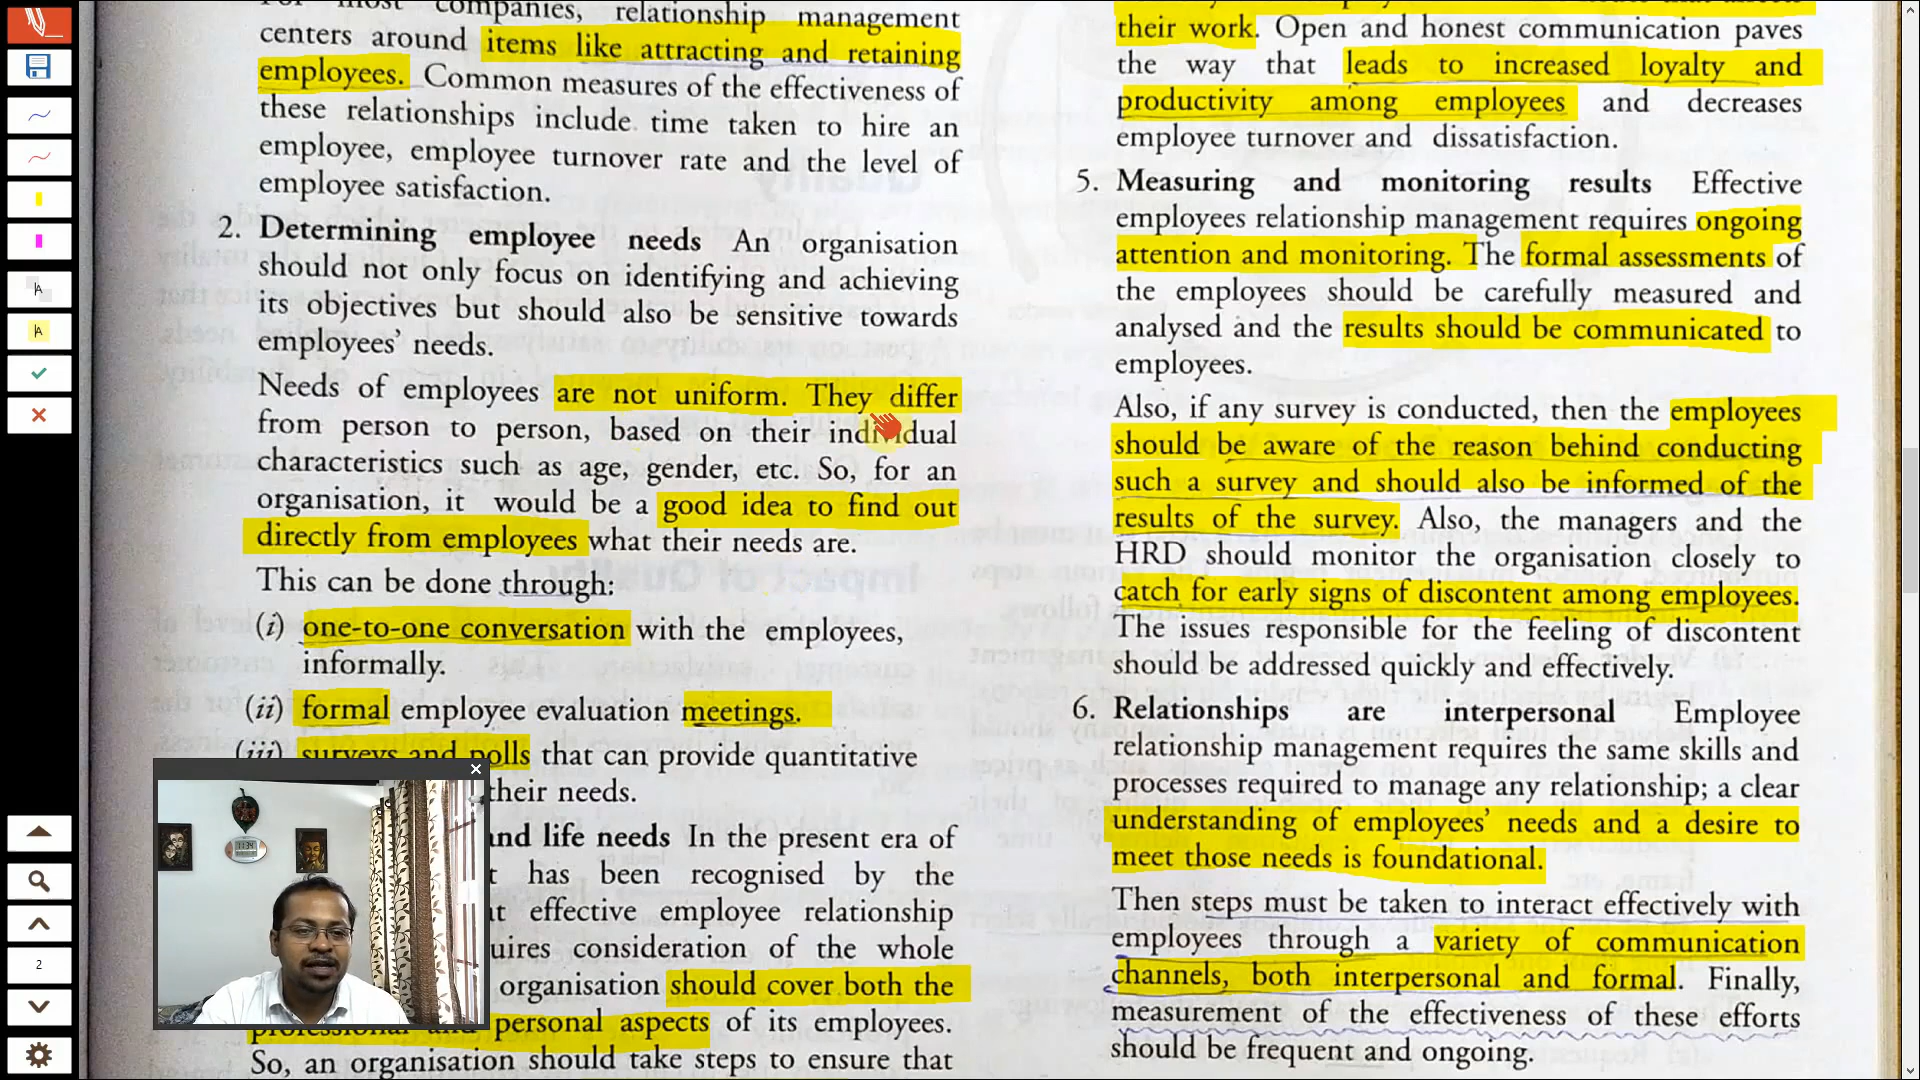 For most companies, relationship management
centers around items like attracting and retaining
employees. Common measures of the effectiveness of
these relationships include time taken to hire an
employee, employee turnover rate and the level of
employee satisfaction.
2. Determining employee needs An organisation
should not only focus on identifying and achieving
its objectives but should also be sensitive towards
employees' needs.
Needs of employees are not uniform. They differ
from person to person, based on their individual
characteristics such as age, gender, etc. So, for an
organisation, it would be a good idea to find out
directly from employees what their needs are.
This can be done through:
(i) one-to-one conversation with the employees,
informally.
(ii) formal employee evaluation meetings.
(iii) surveys and polls that can provide quantitative
their needs.
and life needs In the present era of
has been recognised by the
effective employee relationship
consideration of the whole
organisation should cover both the
professional and personal aspects of its employees.
So, an organisation should take steps to ensure that
their work. Open and honest communication paves
the way that leads to increased loyalty and
productivity among employees and decreases
employee turnover and dissatisfaction.
5. Measuring and monitoring results Effective
employees relationship management requires ongoing
attention and monitoring. The formal assessments of
the employees should be carefully measured and
analysed and the results should be communicated to
employees.
Also, if any survey is conducted, then the employees
should be aware of the reason behind conducting
such a survey and should also be informed of the
results of the survey. Also, the managers and the
HRD should monitor the organisation closely to
catch for early signs of discontent among employees.
The issues responsible for the feeling of discontent
should be addressed quickly and effectively.
6. Relationships are interpersonal Employee
relationship management requires the same skills and
processes required to manage any relationship; a clear
understanding of employees' needs and a desire to
meet those needs is foundational.
Then steps must be taken to interact effectively with
employees through a variety of communication
channels, both interpersonal and formal. Finally,
measurement of the effectiveness of these efforts
should be frequent and ongoing.
A
A
2